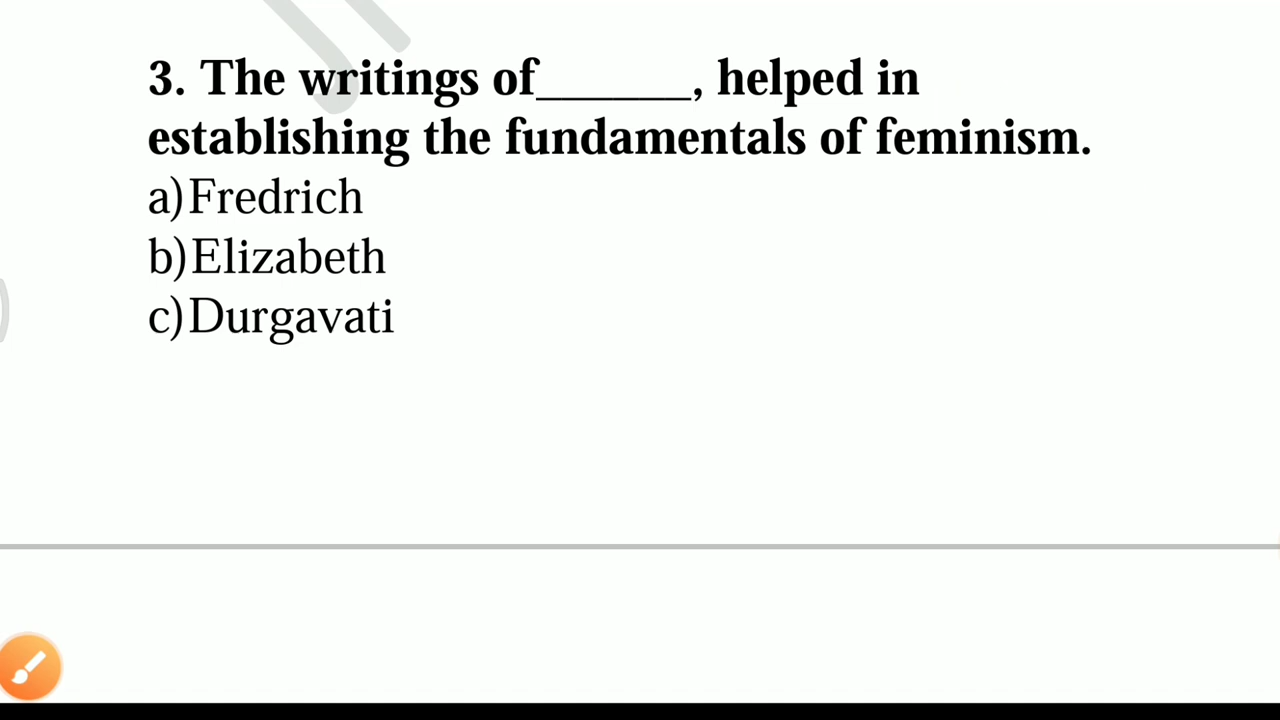 3. The writings of______, helped in
establishing the fundamentals of feminism.
a)Fredrich
b)Elizabeth
c)Durgavati